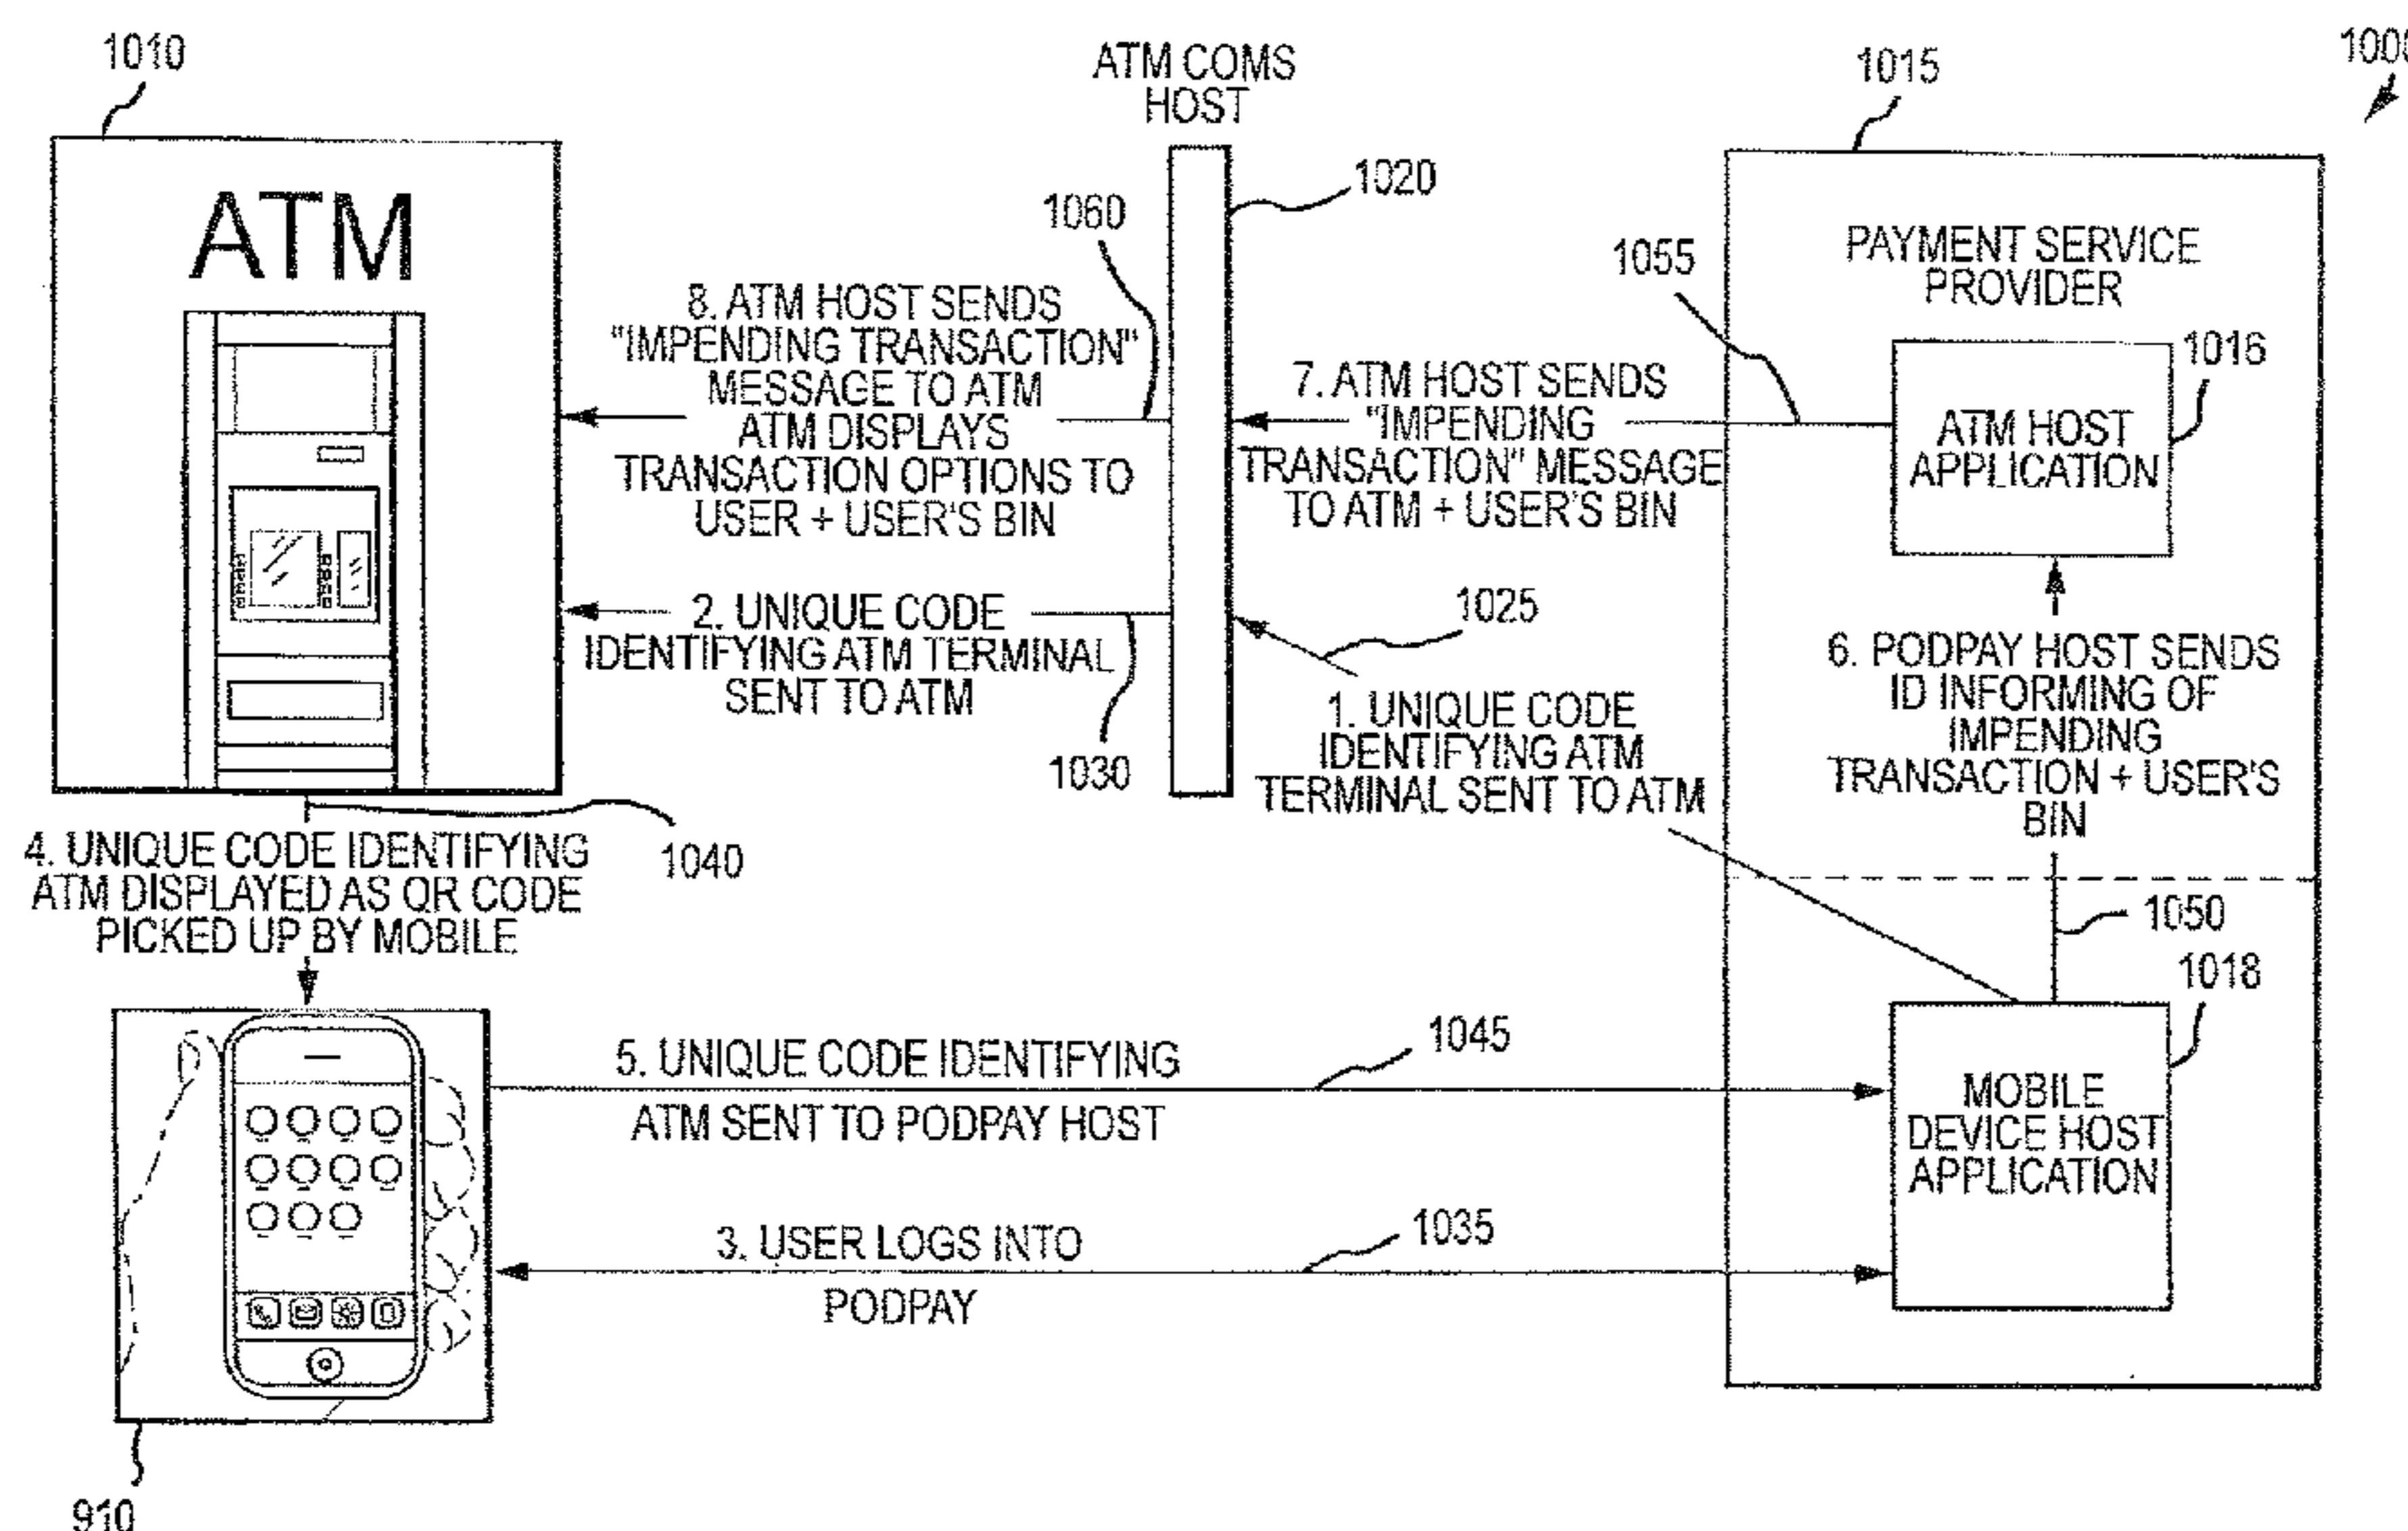 1010
ATM COMS
HOST
1015
1020
ATM
1060
1055
PAYMENT SERVICE
PROVIDER
8. ATM HOST SENDS
"IMPENDING TRANSACTION"
MESSAGE TO ATM
ATM DISPLAYS
TRANSACTION OPTIONS TO
USER + USER'S BIN
7. ATM HOST SENDS
"IMPENDING
TRANSACTION" MESSAGE
TO ATM + USER'S BIN
1016
ATM HOST
APPLICATION
2. UNIQUE CODE
IDENTIFYING ATM TERMINAL
SENT TO ATM
1030
1025
1. UNIQUE CODE
IDENTIFYING ATM
TERMINAL SENT TO ATM
6. PODPAY HOST SENDS
ID INFORMING OF
IMPENDING
TRANSACTION + USER'S
BIN
1040
4. UNIQUE CODE IDENTIFYING
ATM DISPLAYED AS QR CODE
PICKED UP BY MOBILE
1050
1018
5. UNIQUE CODE IDENTIFYING
ATM SENT TO PODPAY HOST
1045
MOBILE
DEVICE HOST
APPLICATION
3. USER LOGS INTO
PODPAY
1035
910